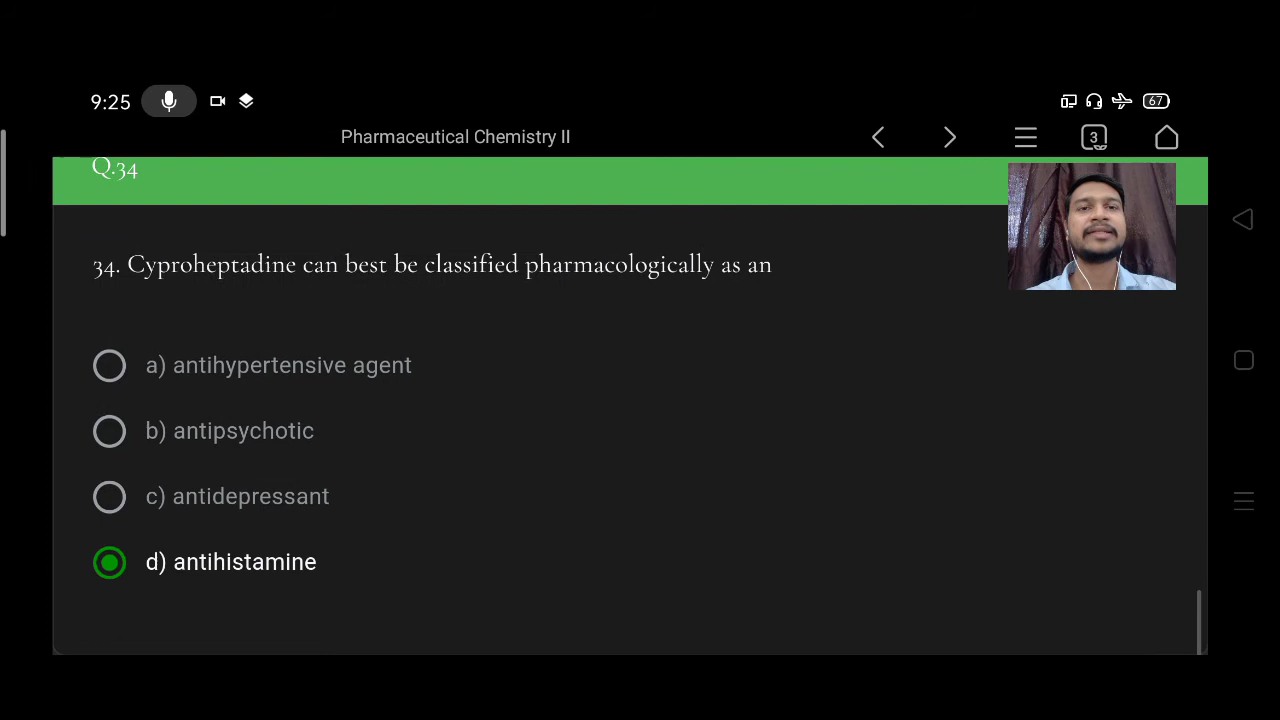 9:25
67
Pharmaceutical Chemistry II
3
Q.34
34. Cyproheptadine can best be classified pharmacologically as an
a) antihypertensive agent
b) antipsychotic
c) antidepressant
d) antihistamine